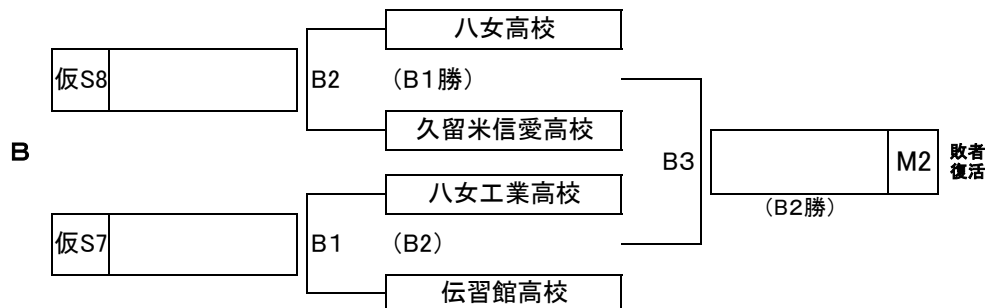 八女高校
仮S8
B2
(B1勝)
久留米信愛高校
B
B3
M2
敗者
復活
八女工業高校
(B2勝)
仮S7
B1
(B2)
伝習館高校